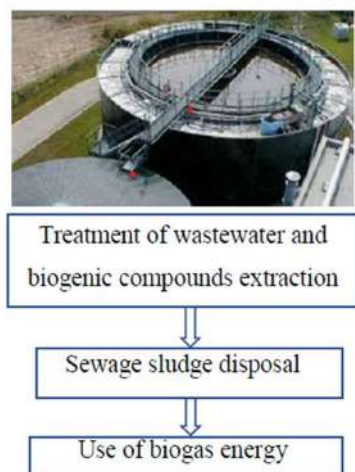 Treatment of wastewater and
biogenic compounds extraction
Sewage sludge disposal
Use of biogas energy